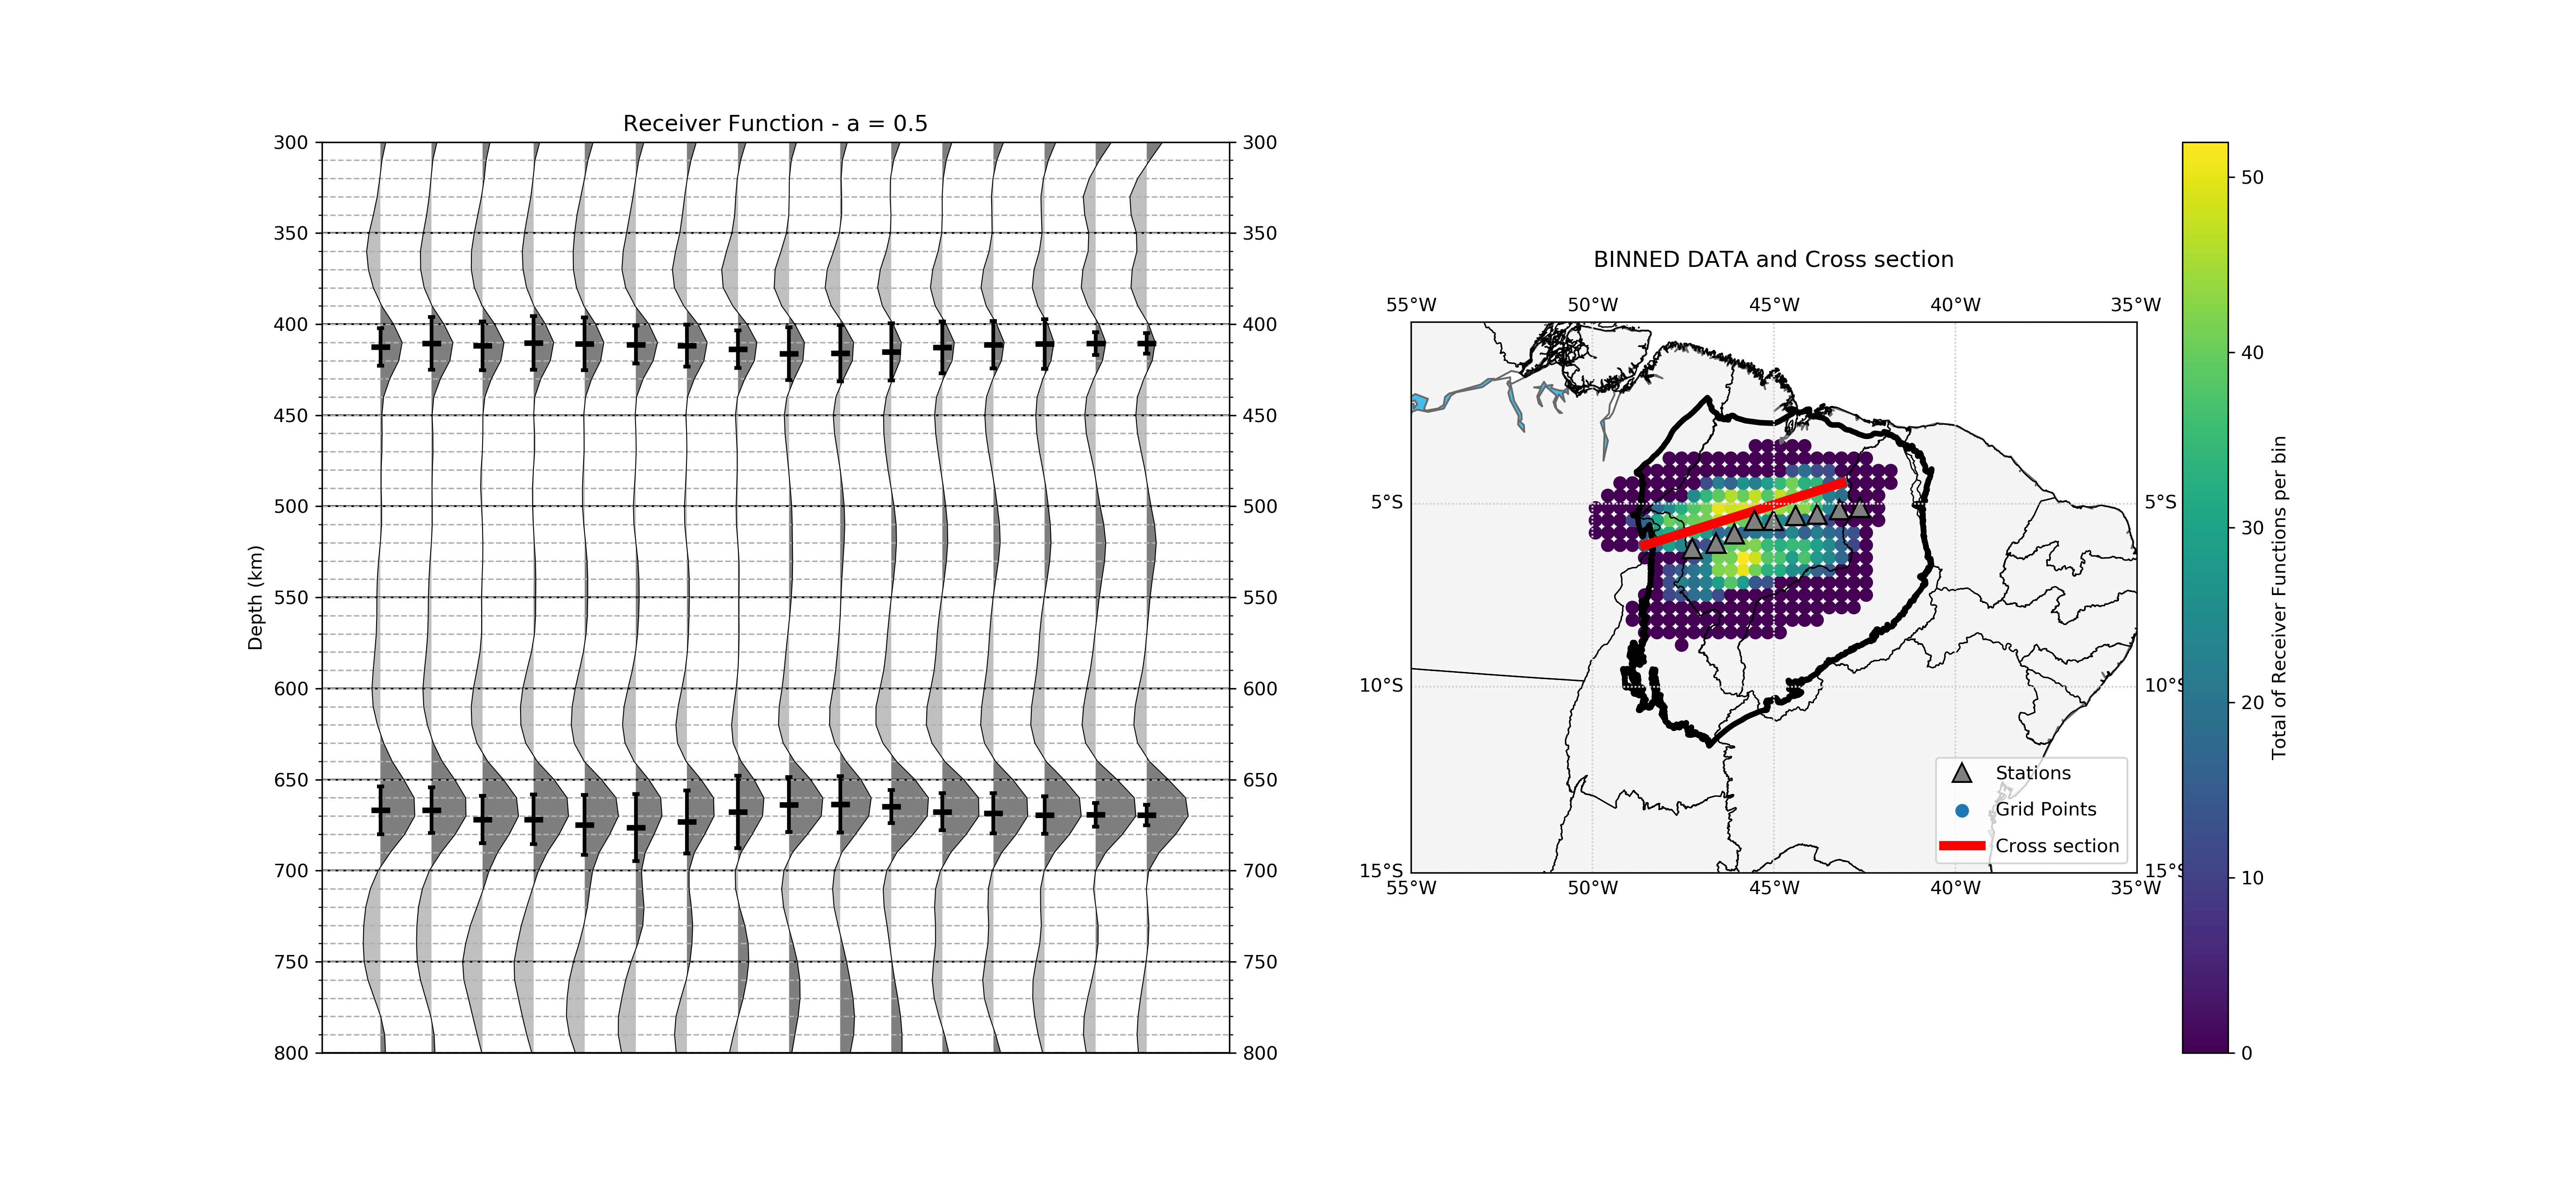 Receiver Function - a = 0.5
300
350
400
450
500
550
600
650
700
750
800
Depth (km)
300
350
400
450
500
550
600
650
700
750
800
BINNED DATA and Cross section
55°W 50°W 45°W 40°W 35°W
5°S 5°S
10°S 10°S
15°S 15°S
55°W 50°W 45°W 40°W 35°W
Stations
Grid Points
Cross section
50
40
30
20
10
0
Total of Receiver Functions per bin